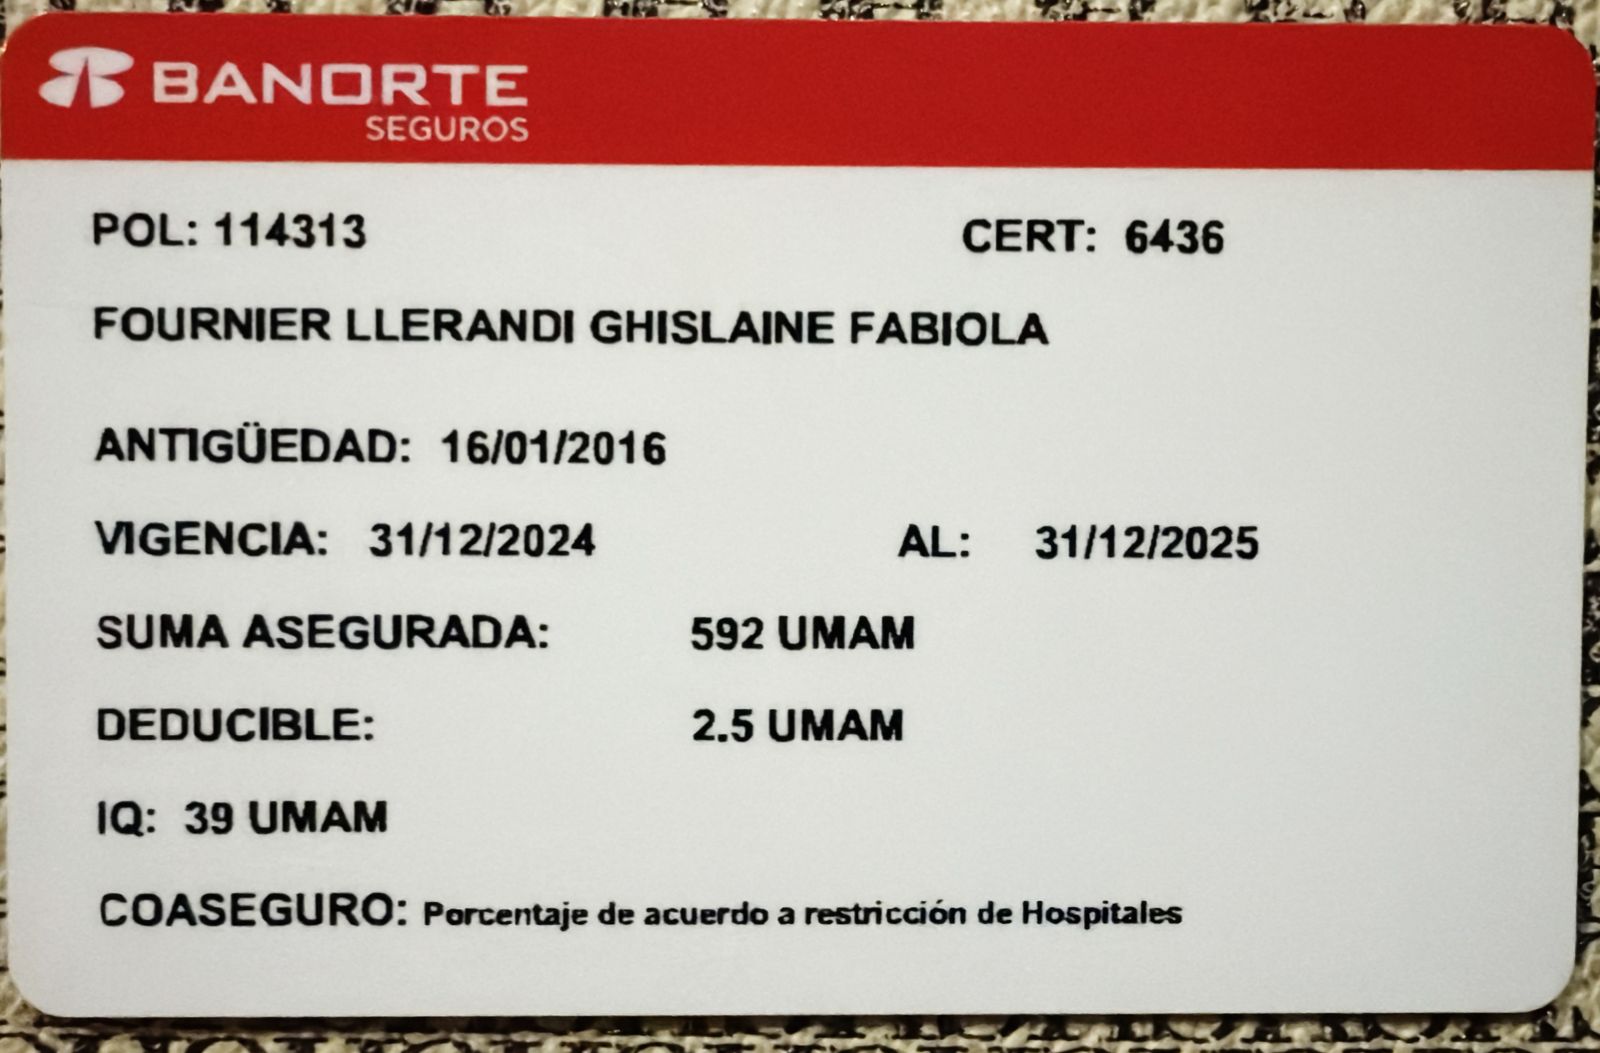 BANORTE
SEGUROS
POL: 114313 CERT: 6436
FOURNIER LLERANDI GHISLAINE FABIOLA
ANTIGÜEDAD: 16/01/2016
VIGENCIA: 31/12/2024 AL: 31/12/2025
SUMA ASEGURADA: 592 UMAM
DEDUCIBLE: 2.5 UMAM
IQ: 39 UMAM
COASEGURO: Porcentaje de acuerdo a restricción de Hospitales